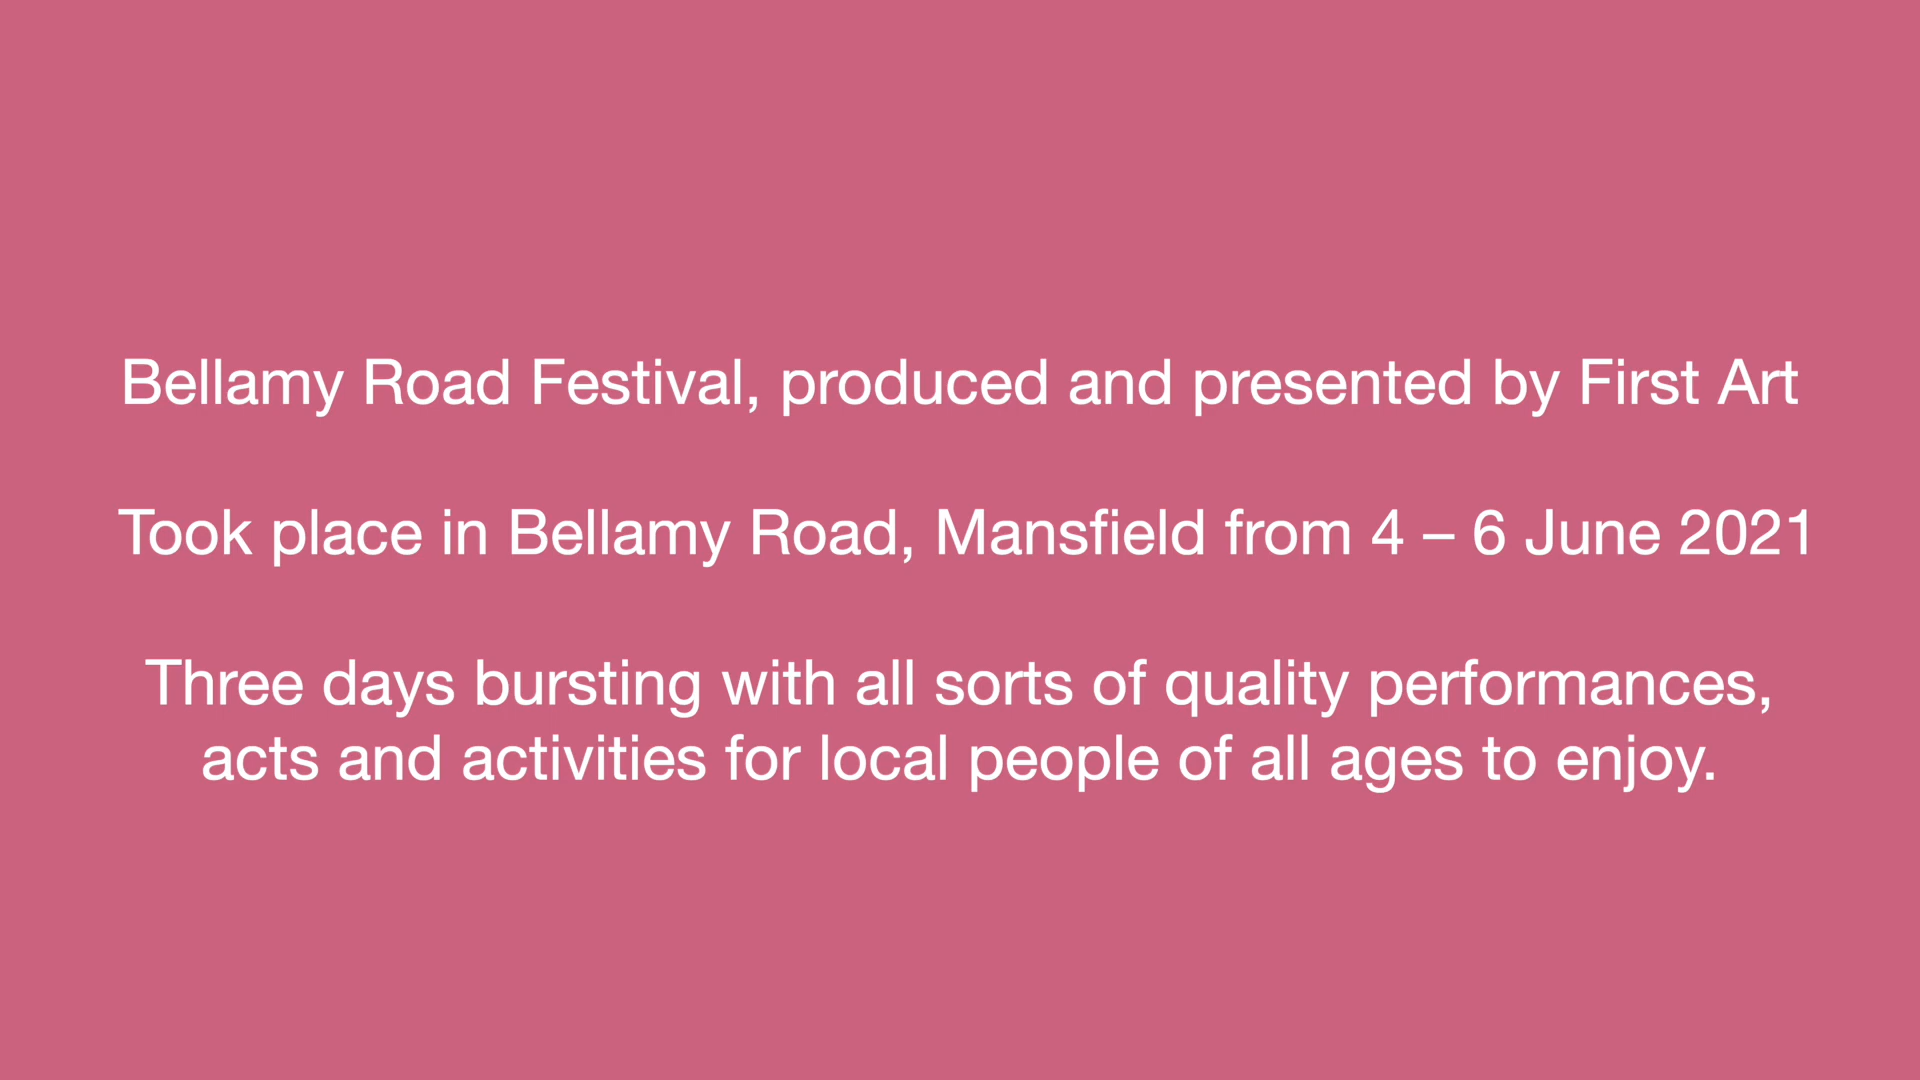 Bellamy Road Festival, produced and presented by First Art
Took place in Bellamy Road, Mansfield from 4 – 6 June 2021
Three days bursting with all sorts of quality performances,
acts and activities for local people of all ages to enjoy.